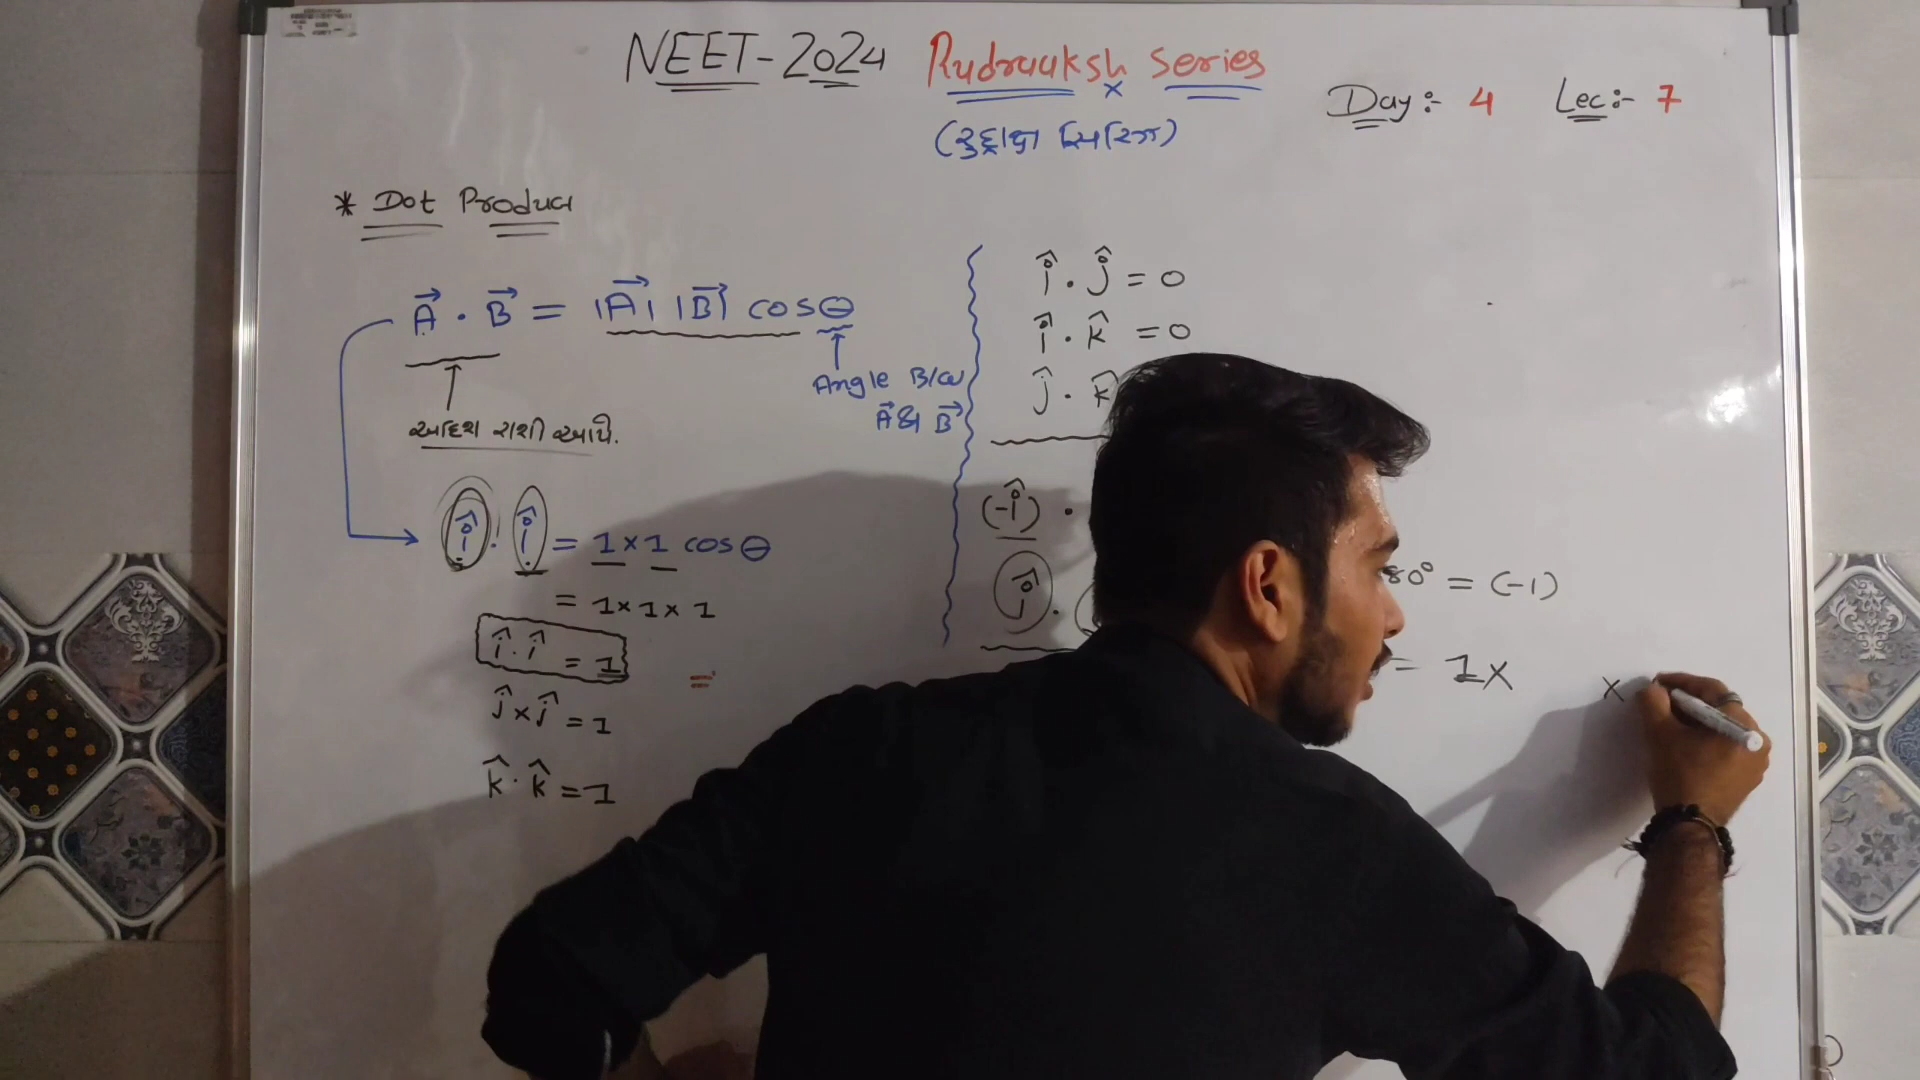 NEET-2024 Rudraaksh Series
Day:- 4 Lec:- 7
* Dot Product
A⃗ · B⃗ = |A⃗| |B⃗| cosθ
Angle B/w
A⃗ & B⃗
અદિશ રાશી આપે.
î · î = 1×1 cosθ
= 1×1×1
î · î = 1
ĵ × ĵ = 1
k̂ · k̂ = 1
î · ĵ = 0
î · k̂ = 0
ĵ · k̂
(-î) ·
î ·
80° = (-1)
= 1×
×